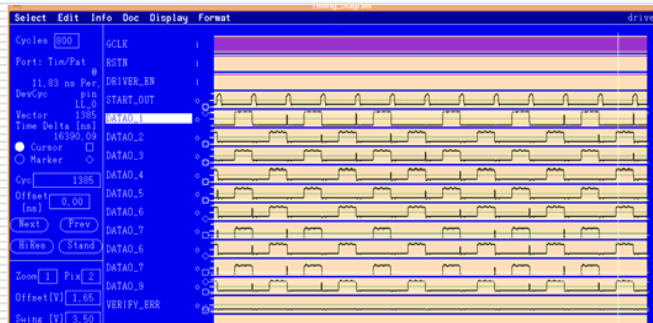 Timing_Diagram
Select Edit Info Doc Display Format drive
Cycles 800
Port: Tim/Pat
@
11.83 ns Per.
DevCyc pin
LL_0
Vector 1385
Time Delta [ns]
16390.09
Cursor
Marker
Cyc 1385
Offset 0.00
[ns]
Next Prev
HiRes Stand
Zoom 1 Pix 2
Offset[V] 1.65
Swing [V] 3.50
GCLK i
RSTN i
DRIVER_EN i
START_OUT o
DATAO_1 o
DATAO_2 o
DATAO_3 o
DATAO_4 o
DATAO_5 o
DATAO_6 o
DATAO_7 o
DATAO_6 o
DATAO_7 o
DATAO_9 o
VERIFY_ERR o